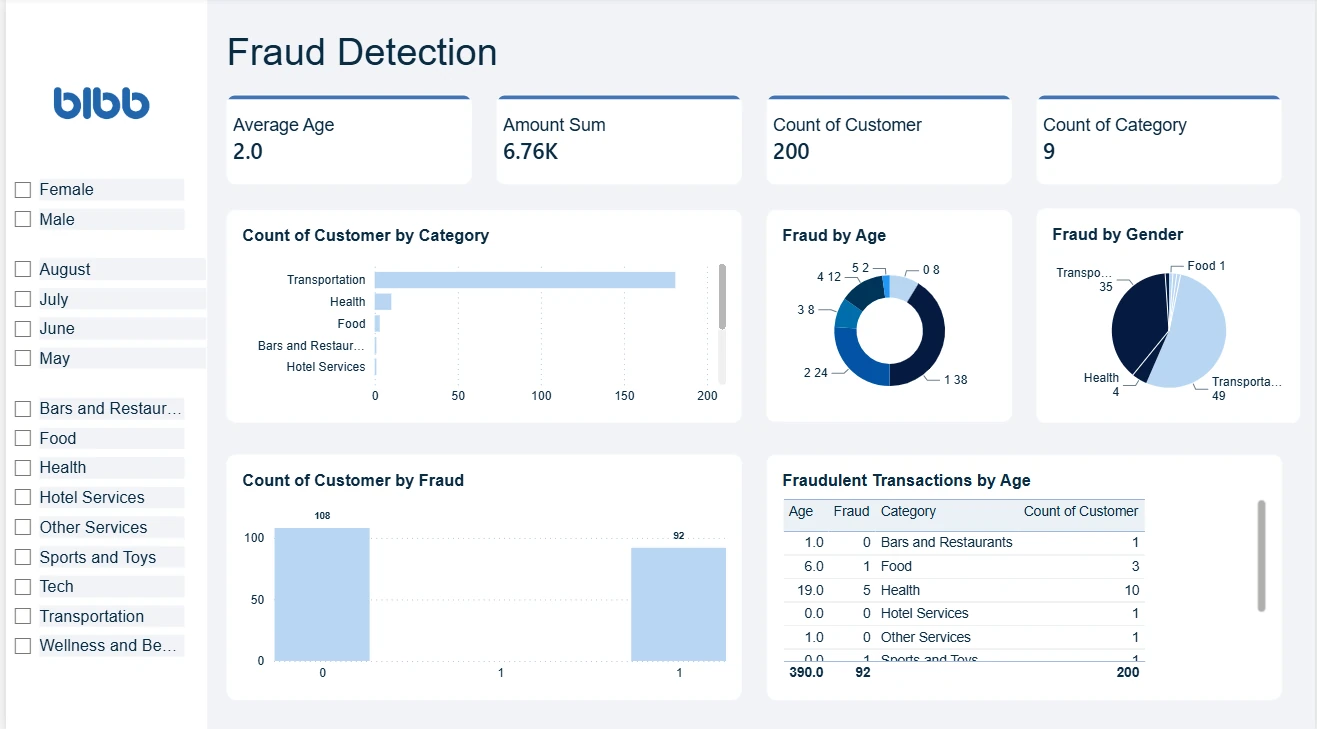 blbb
Female
Male
August
July
June
May
Bars and Restaur...
Food
Health
Hotel Services
Other Services
Sports and Toys
Tech
Transportation
Wellness and Be...
Fraud Detection
Average Age
2.0
Amount Sum
6.76K
Count of Customer
200
Count of Category
9
Count of Customer by Category
Transportation
Health
Food
Bars and Restaur...
Hotel Services
0 50 100 150 200
Fraud by Age
5 2
0 8
4 12
3 8
2 24
1 38
Fraud by Gender
Food 1
Transpo...
35
Health
4
Transporta...
49
Count of Customer by Fraud
108
92
100
50
0
0 1 1
Fraudulent Transactions by Age
Age Fraud Category Count of Customer
1.0 0 Bars and Restaurants 1
6.0 1 Food 3
19.0 5 Health 10
0.0 0 Hotel Services 1
1.0 0 Other Services 1
0.0 1 Sports and Toys 1
390.0 92 200